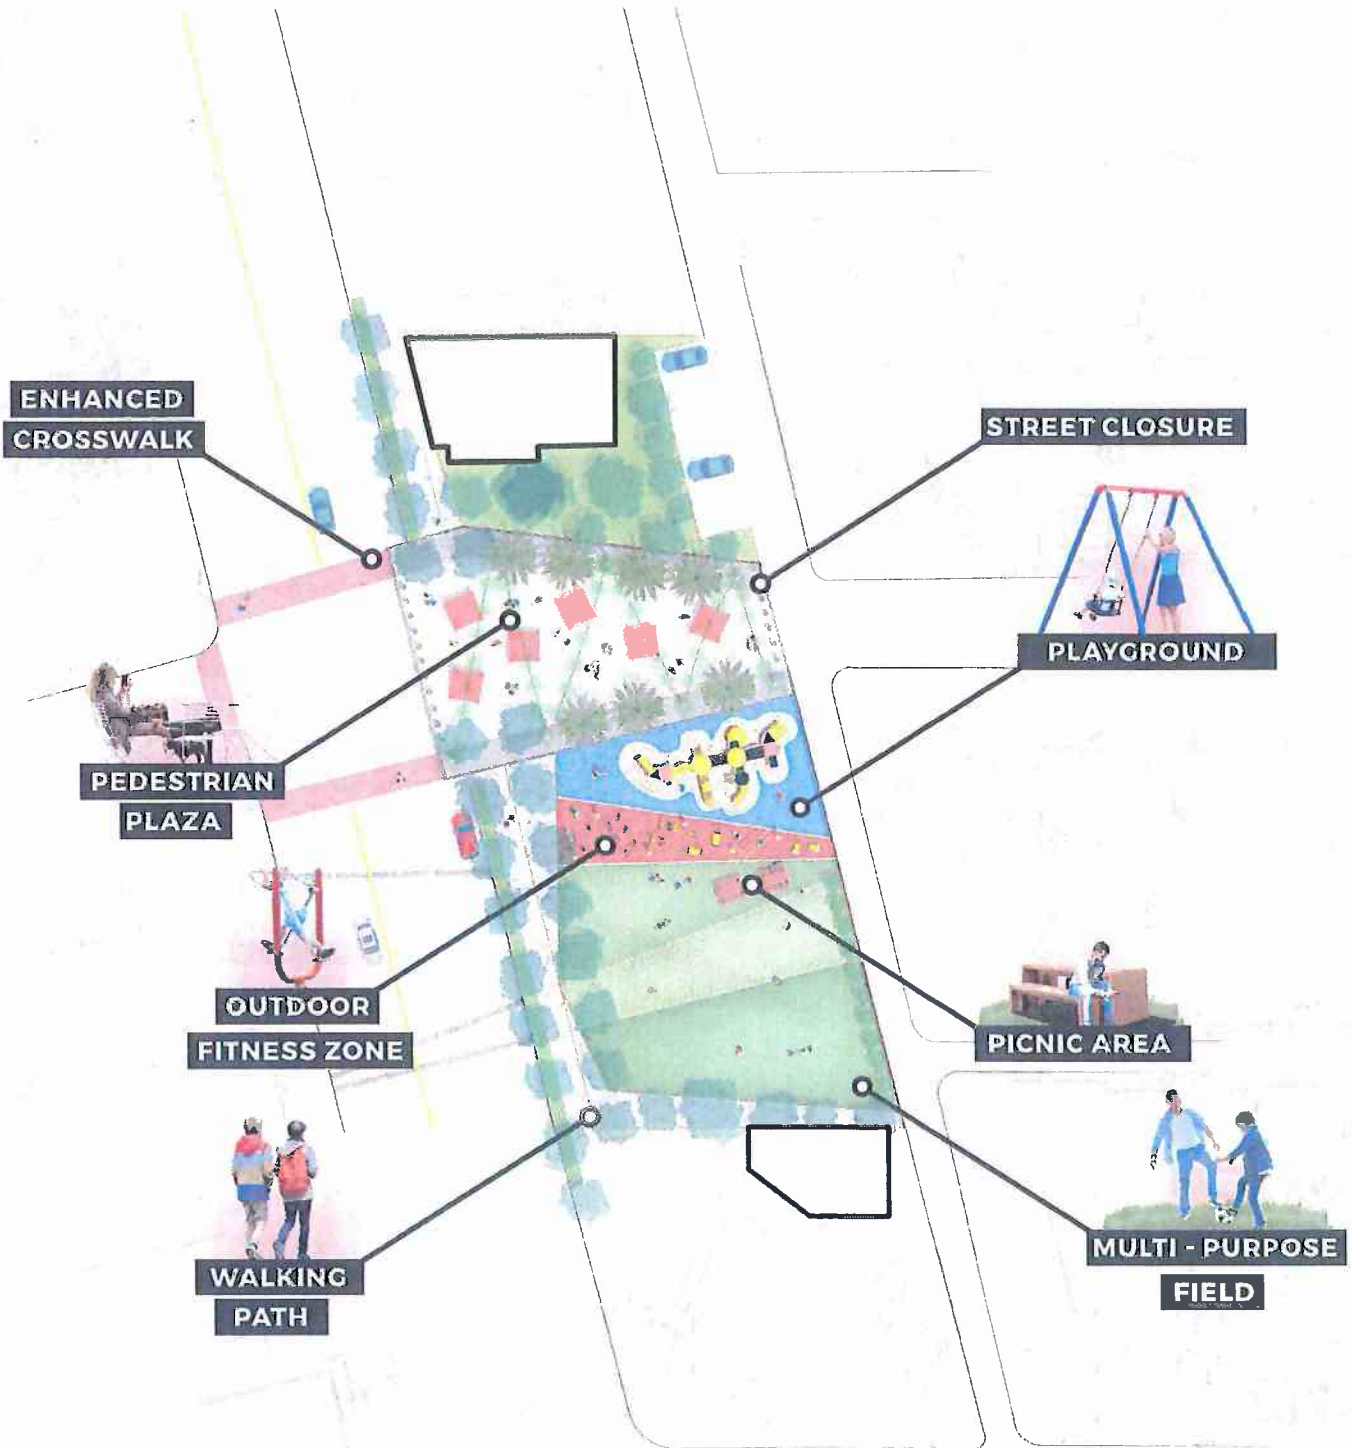 ENHANCED
CROSSWALK
STREET CLOSURE
PLAYGROUND
PEDESTRIAN
PLAZA
OUTDOOR
FITNESS ZONE
PICNIC AREA
WALKING
PATH
MULTI - PURPOSE
FIELD